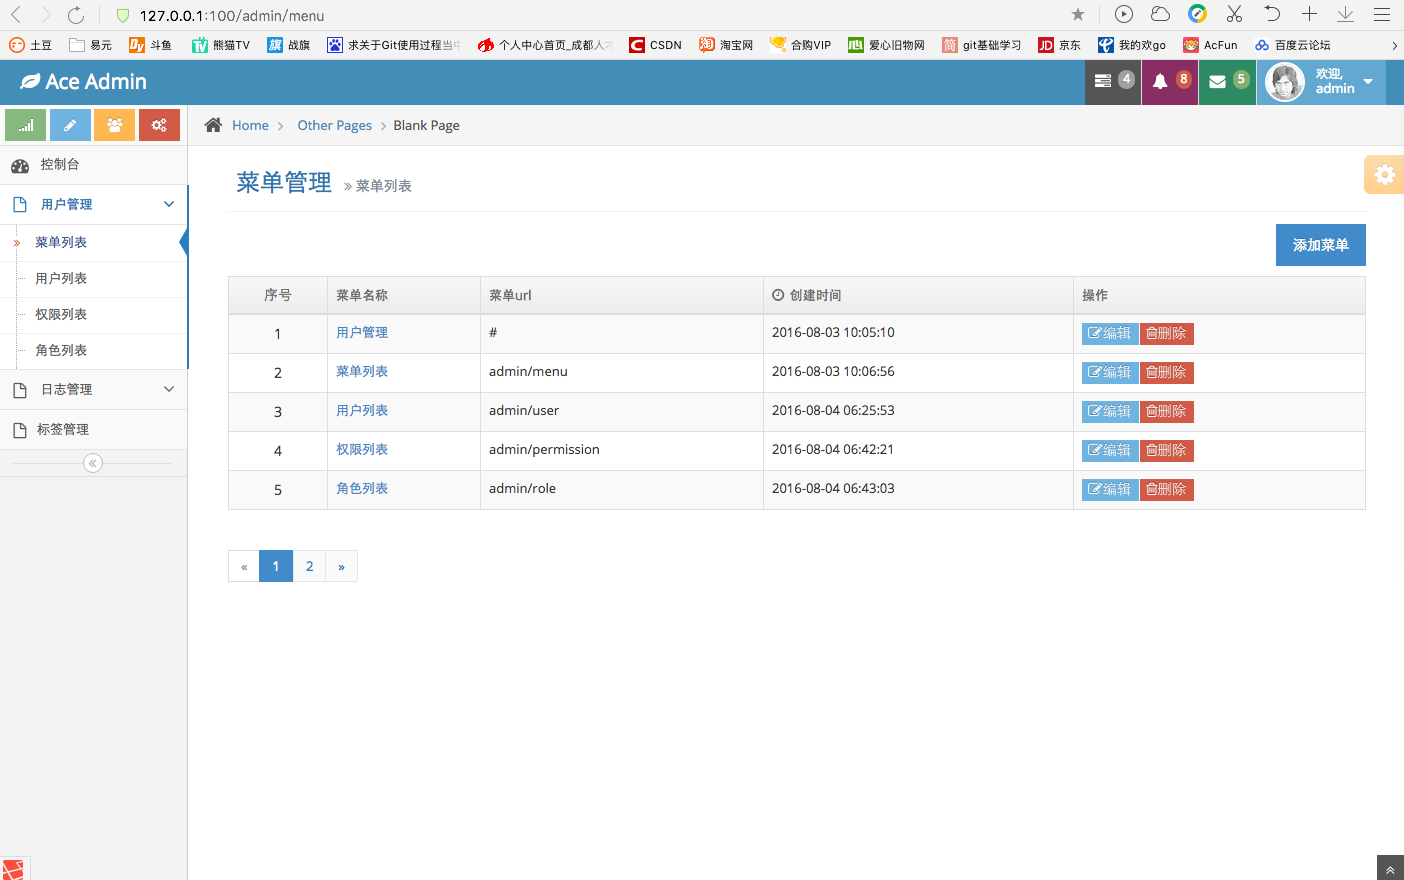 127.0.0.1:100/admin/menu
土豆 易元 斗鱼 熊猫TV 战旗 求关于Git使用过程当中 个人中心首页_成都人才 CSDN 淘宝网 合购VIP 爱心旧物网 git基础学习 京东 我的欢go AcFun 百度云论坛
Ace Admin 4 8 5 欢迎,
admin
Home Other Pages Blank Page
控制台
用户管理
菜单列表
用户列表
权限列表
角色列表
日志管理
标签管理
菜单管理 » 菜单列表
添加菜单
序号 菜单名称 菜单url 创建时间 操作
1 用户管理 # 2016-08-03 10:05:10 编辑 删除
2 菜单列表 admin/menu 2016-08-03 10:06:56 编辑 删除
3 用户列表 admin/user 2016-08-04 06:25:53 编辑 删除
4 权限列表 admin/permission 2016-08-04 06:42:21 编辑 删除
5 角色列表 admin/role 2016-08-04 06:43:03 编辑 删除
« 1 2 »